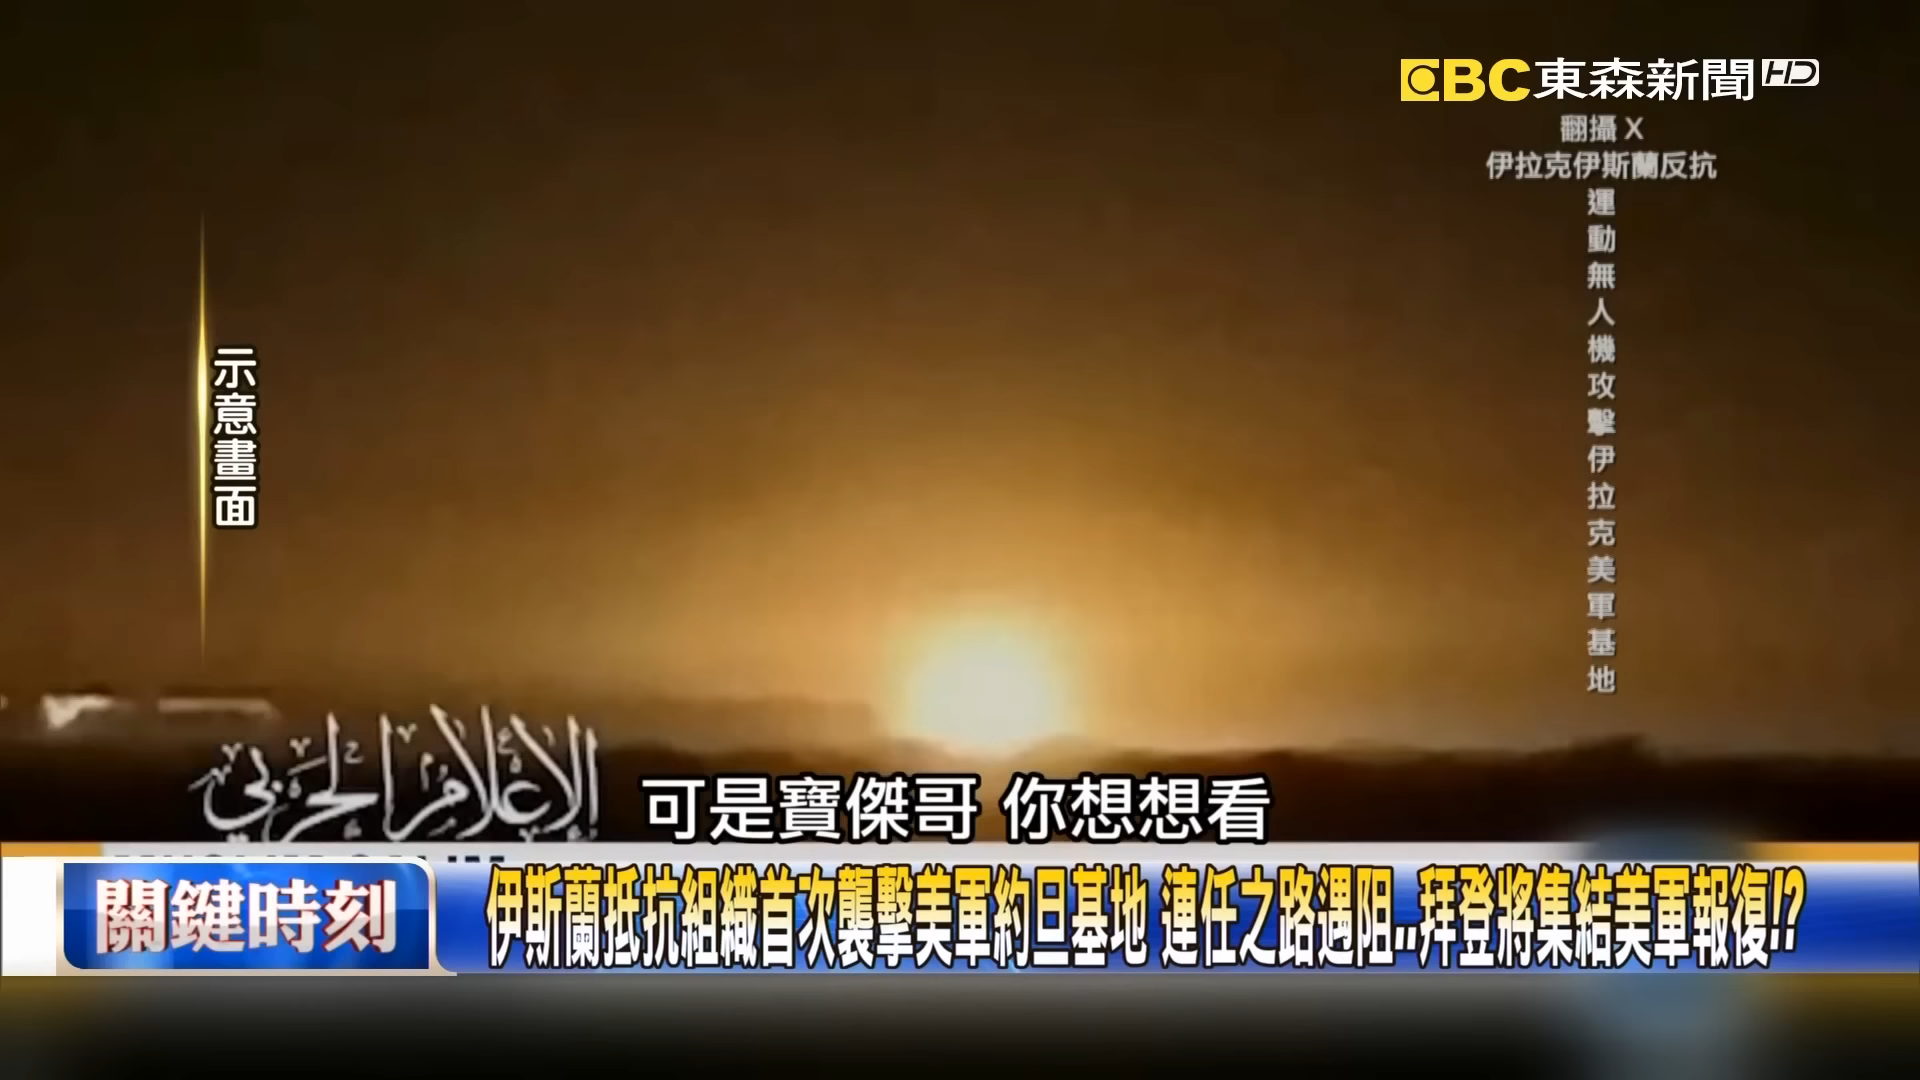 EBC東森新聞HD
翻攝X
伊拉克伊斯蘭反抗
運動無人機攻擊伊拉克美軍基地
示意畫面
الإعلام الحربي
可是寶傑哥 你想想看
關鍵時刻
伊斯蘭抵抗組織首次襲擊美軍約旦基地 連任之路遇阻..拜登將集結美軍報復!?